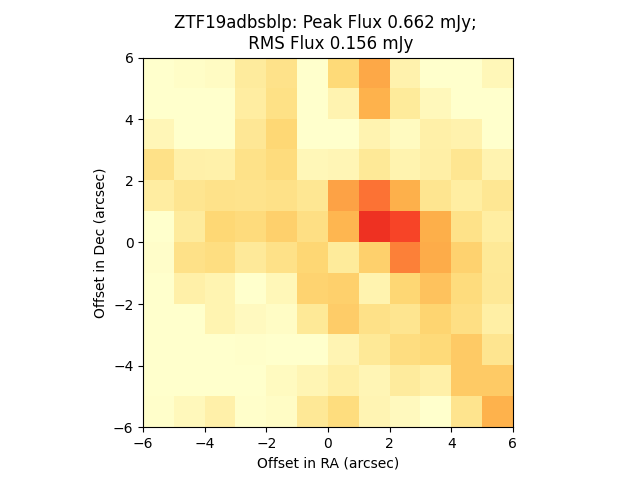 ZTF19adbsblp: Peak Flux 0.662 mJy;
RMS Flux 0.156 mJy
6
4
2
0
−2
−4
−6
Offset in Dec (arcsec)
−6 −4 −2 0 2 4 6
Offset in RA (arcsec)